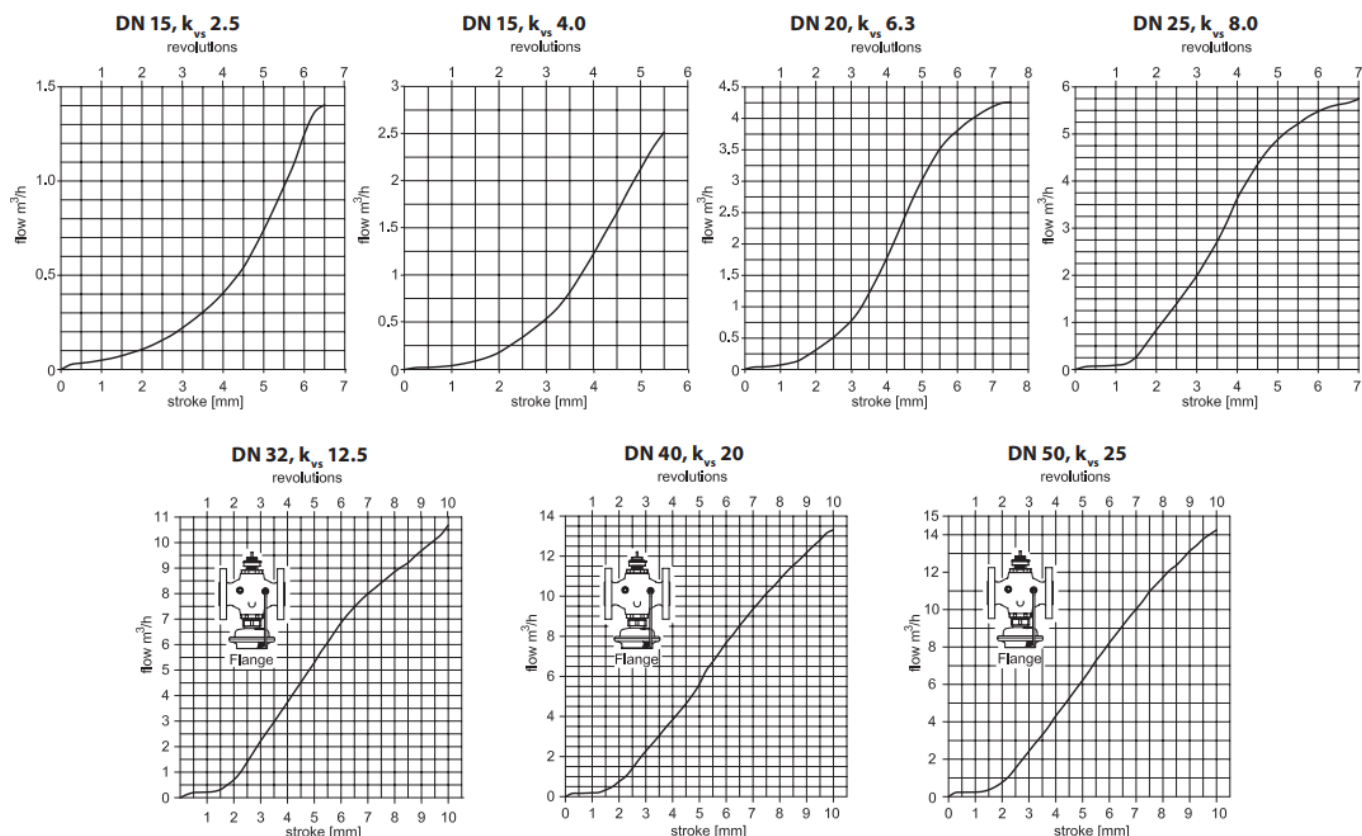 DN 15, kvs 2.5
revolutions
1 2 3 4 5 6 7
1.5
1.0
0.5
0
flow m³/h
0 1 2 3 4 5 6 7
stroke [mm]
DN 15, kvs 4.0
revolutions
1 2 3 4 5 6
3
2.5
2
1.5
1
0.5
0
flow m³/h
0 1 2 3 4 5 6
stroke [mm]
DN 20, kvs 6.3
revolutions
1 2 3 4 5 6 7 8
4.5
4
3.5
3
2.5
2
1.5
1
0.5
0
flow m³/h
0 1 2 3 4 5 6 7 8
stroke [mm]
DN 25, kvs 8.0
revolutions
1 2 3 4 5 6 7
6
5
4
3
2
1
0
flow m³/h
0 1 2 3 4 5 6 7
stroke [mm]
DN 32, kvs 12.5
revolutions
1 2 3 4 5 6 7 8 9 10
11
10
9
8
7
6
5
4
3
2
1
0
flow m³/h
Flange
1 2 3 4 5 6 7 8 9 10
stroke [mm]
DN 40, kvs 20
revolutions
1 2 3 4 5 6 7 8 9 10
14
12
10
8
6
4
2
0
flow m³/h
Flange
0 1 2 3 4 5 6 7 8 9 10
stroke [mm]
DN 50, kvs 25
revolutions
1 2 3 4 5 6 7 8 9 10
15
14
12
10
8
6
4
2
0
flow m³/h
Flange
0 1 2 3 4 5 6 7 8 9 10
stroke [mm]